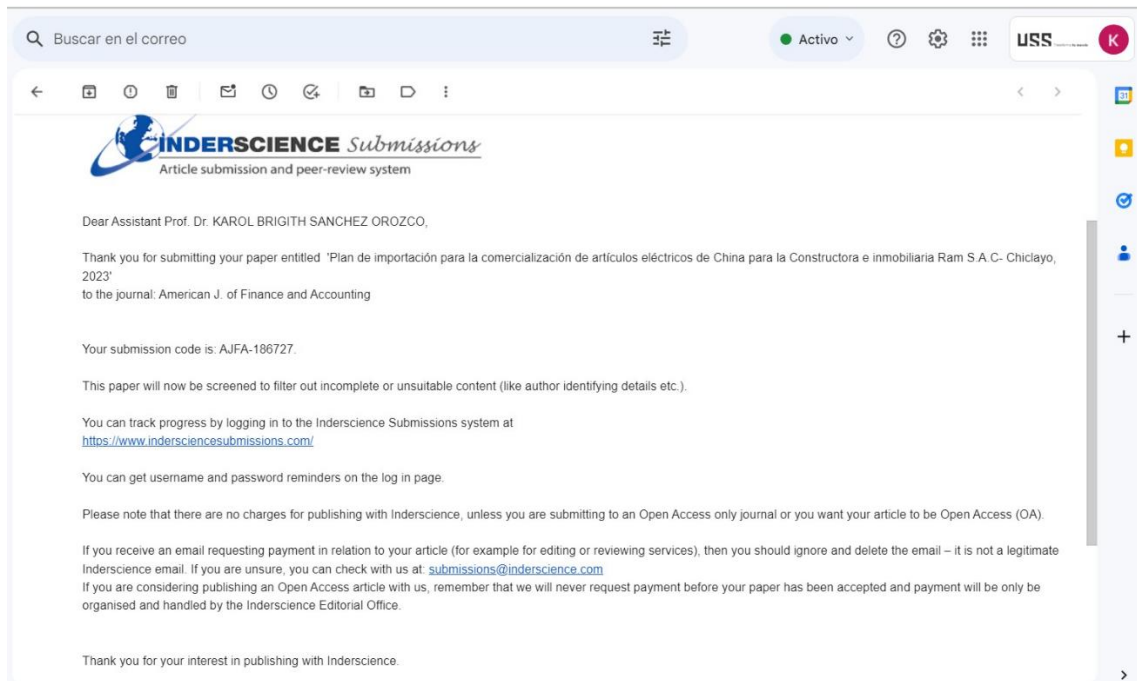 Buscar en el correo
Activo
USS
K
INDERSCIENCE Submissions
Article submission and peer-review system
31
Dear Assistant Prof. Dr. KAROL BRIGITH SANCHEZ OROZCO,
Thank you for submitting your paper entitled 'Plan de importación para la comercialización de artículos eléctricos de China para la Constructora e inmobiliaria Ram S.A.C- Chiclayo,
2023'
to the journal: American J. of Finance and Accounting
Your submission code is: AJFA-186727.
This paper will now be screened to filter out incomplete or unsuitable content (like author identifying details etc.).
You can track progress by logging in to the Inderscience Submissions system at
https://www.indersciencesubmissions.com/
You can get username and password reminders on the log in page.
Please note that there are no charges for publishing with Inderscience, unless you are submitting to an Open Access only journal or you want your article to be Open Access (OA).
If you receive an email requesting payment in relation to your article (for example for editing or reviewing services), then you should ignore and delete the email – it is not a legitimate
Inderscience email. If you are unsure, you can check with us at: submissions@inderscience.com
If you are considering publishing an Open Access article with us, remember that we will never request payment before your paper has been accepted and payment will be only be
organised and handled by the Inderscience Editorial Office.
Thank you for your interest in publishing with Inderscience.